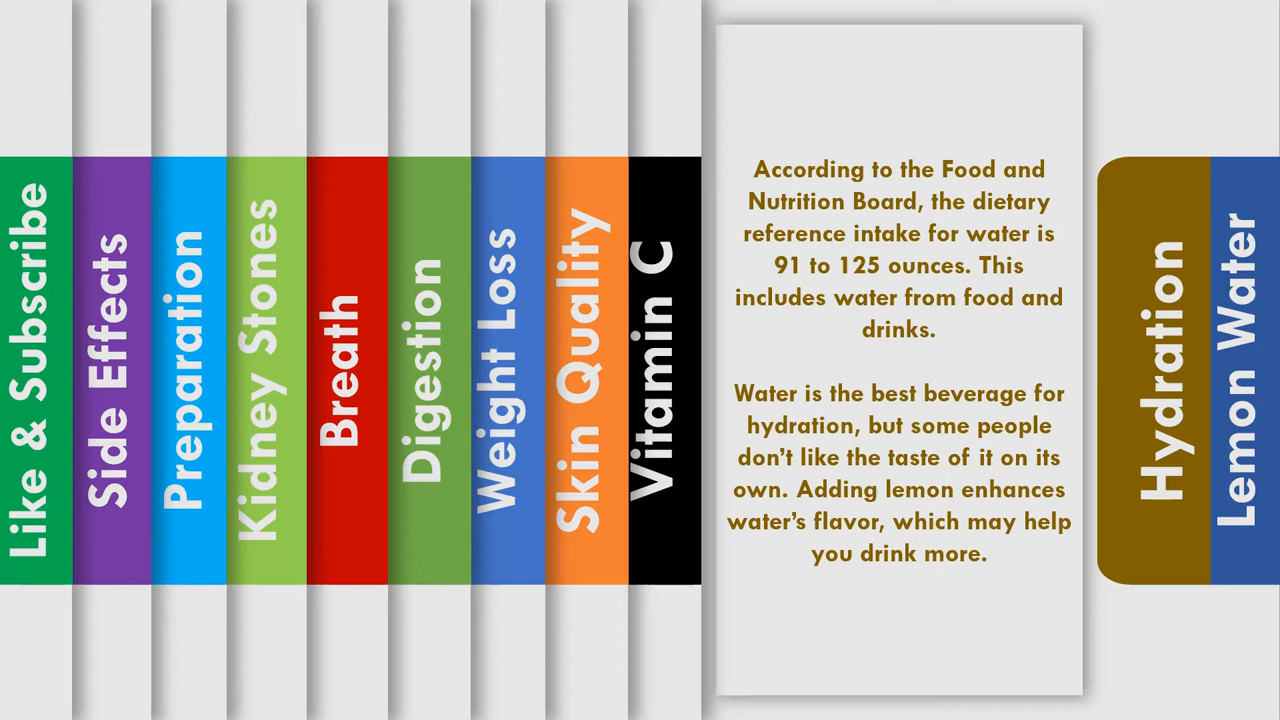 Like & Subscribe
Side Effects
Preparation
Kidney Stones
Breath
Digestion
Weight Loss
Skin Quality
Vitamin C
According to the Food and
Nutrition Board, the dietary
reference intake for water is
91 to 125 ounces. This
includes water from food and
drinks.
Water is the best beverage for
hydration, but some people
don’t like the taste of it on its
own. Adding lemon enhances
water’s flavor, which may help
you drink more.
Hydration
Lemon Water